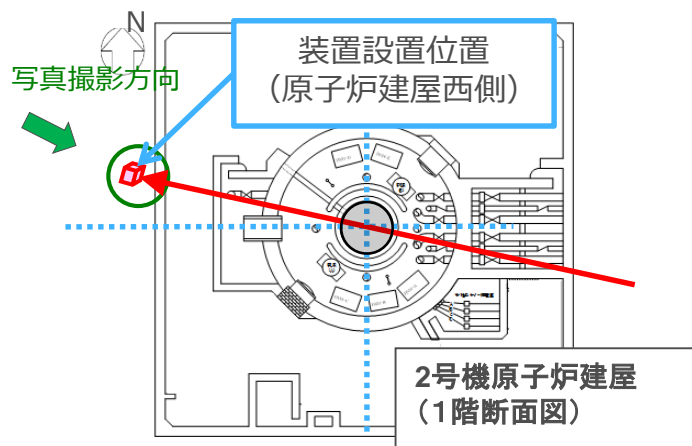 N
装置設置位置
（原子炉建屋西側）
写真撮影方向
2号機原子炉建屋
（１階断面図）